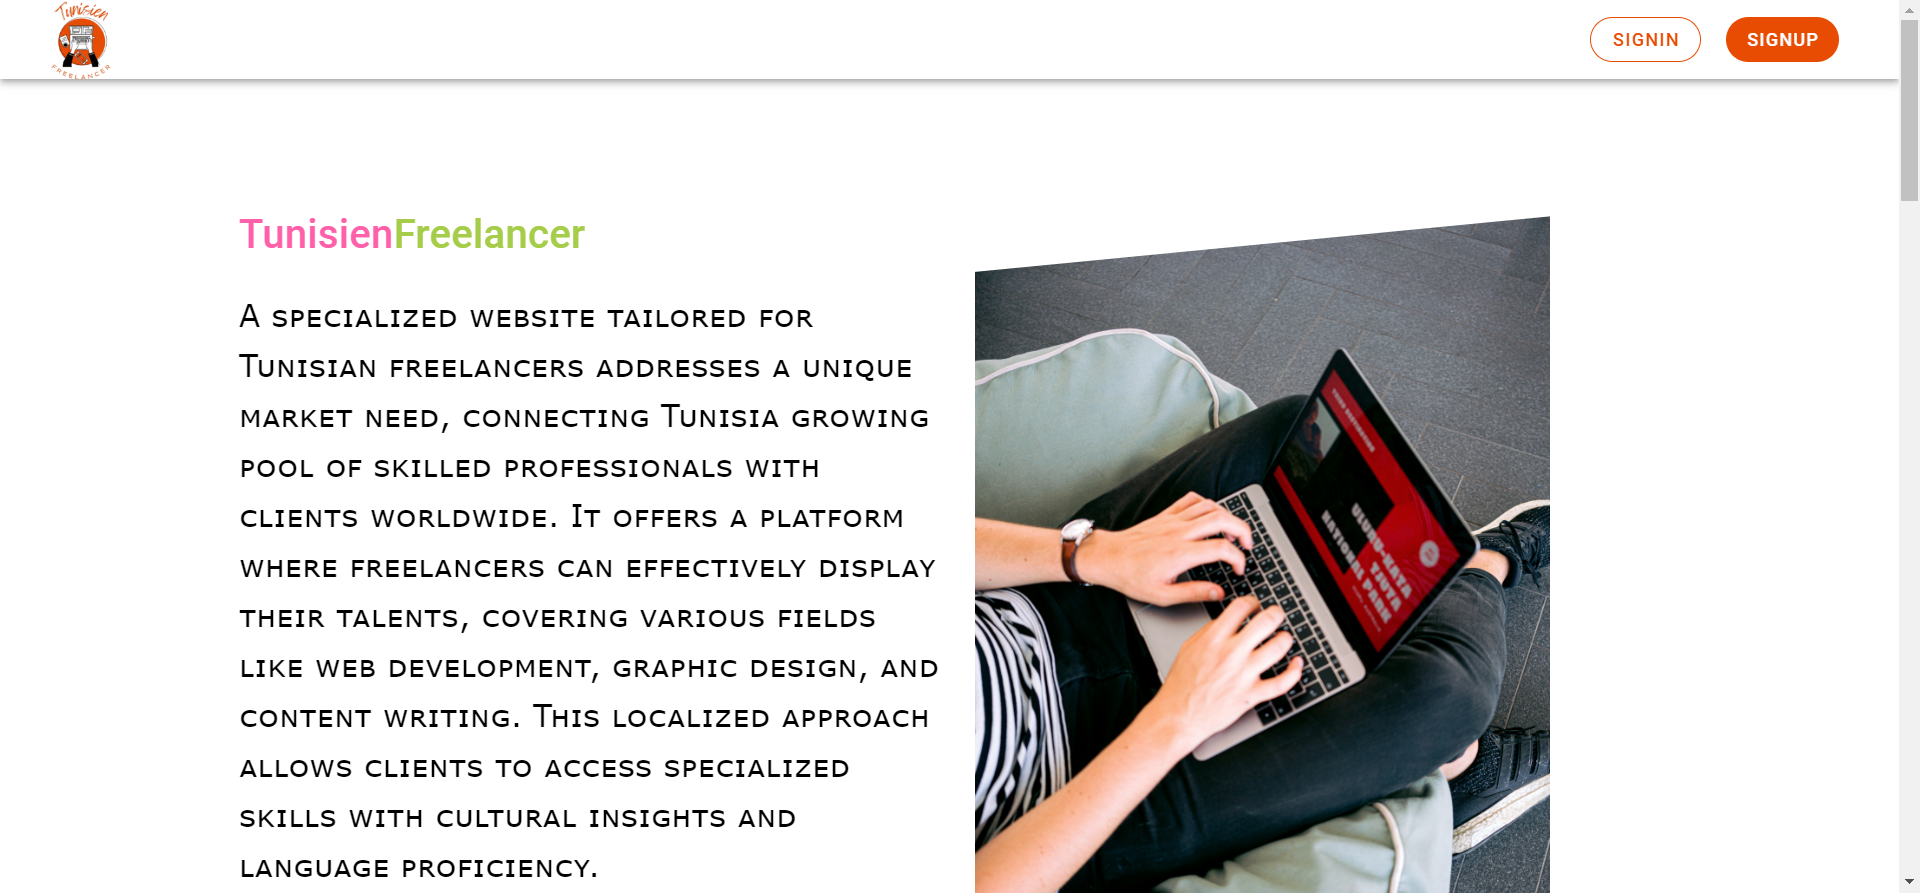 Tunisien
FREELANCER
SIGNIN
SIGNUP
TunisienFreelancer
A specialized website tailored for
Tunisian freelancers addresses a unique
market need, connecting Tunisia growing
pool of skilled professionals with
clients worldwide. It offers a platform
where freelancers can effectively display
their talents, covering various fields
like web development, graphic design, and
content writing. This localized approach
allows clients to access specialized
skills with cultural insights and
language proficiency.
ULURU-KATA
TJUTA
NATIONAL PARK